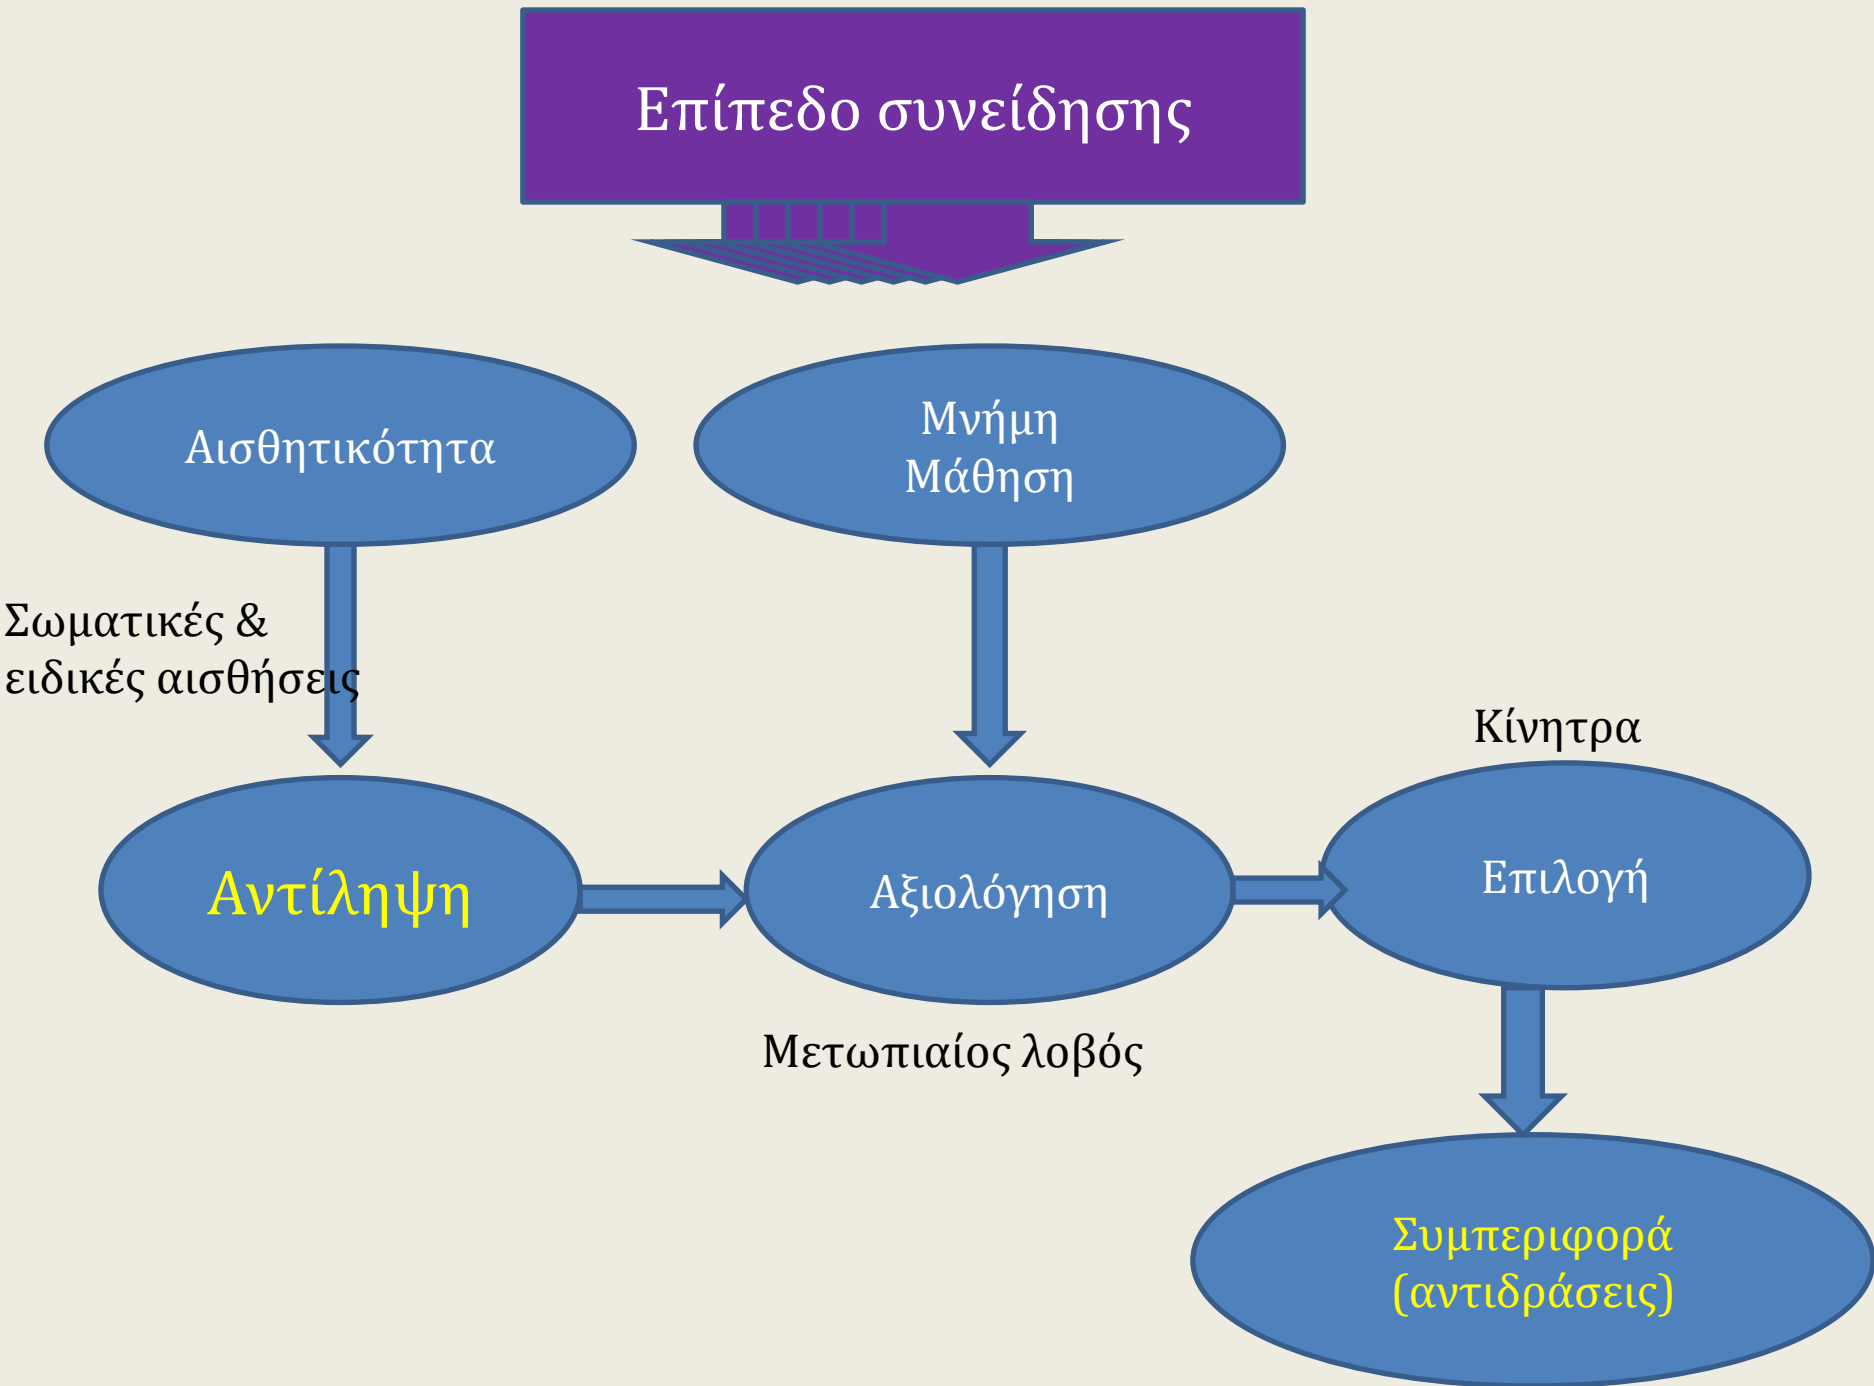 Επίπεδο συνείδησης
Αισθητικότητα
Μνήμη
Μάθηση
Σωματικές &
ειδικές αισθήσεις
Κίνητρα
Αντίληψη
Αξιολόγηση
Επιλογή
Μετωπιαίος λοβός
Συμπεριφορά
(αντιδράσεις)